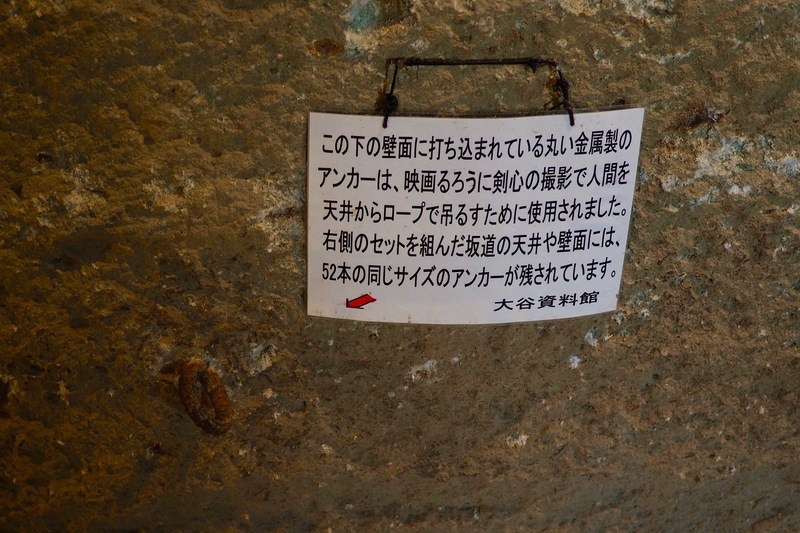 この下の壁面に打ち込まれている丸い金属製の
アンカーは、映画るろうに剣心の撮影で人間を
天井からロープで吊るすために使用されました。
右側のセットを組んだ坂道の天井や壁面には、
52本の同じサイズのアンカーが残されています。
大谷資料館